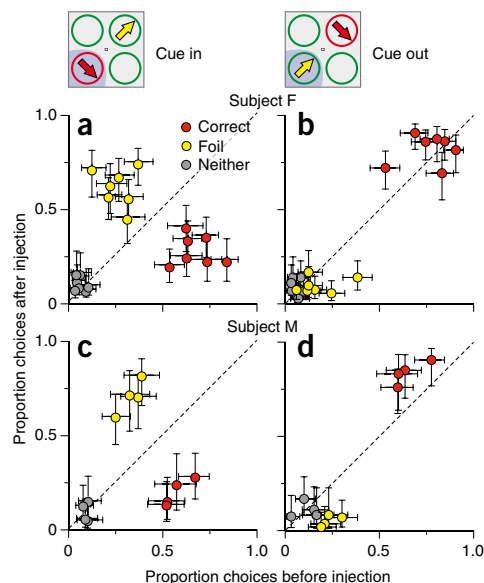 Cue in
Cue out
Subject F
a
b
Correct
Foil
Neither
1.0
0.5
0
Subject M
c
d
1.0
0.5
0
0
0.5
1.0
0
0.5
1.0
Proportion choices after injection
Proportion choices before injection